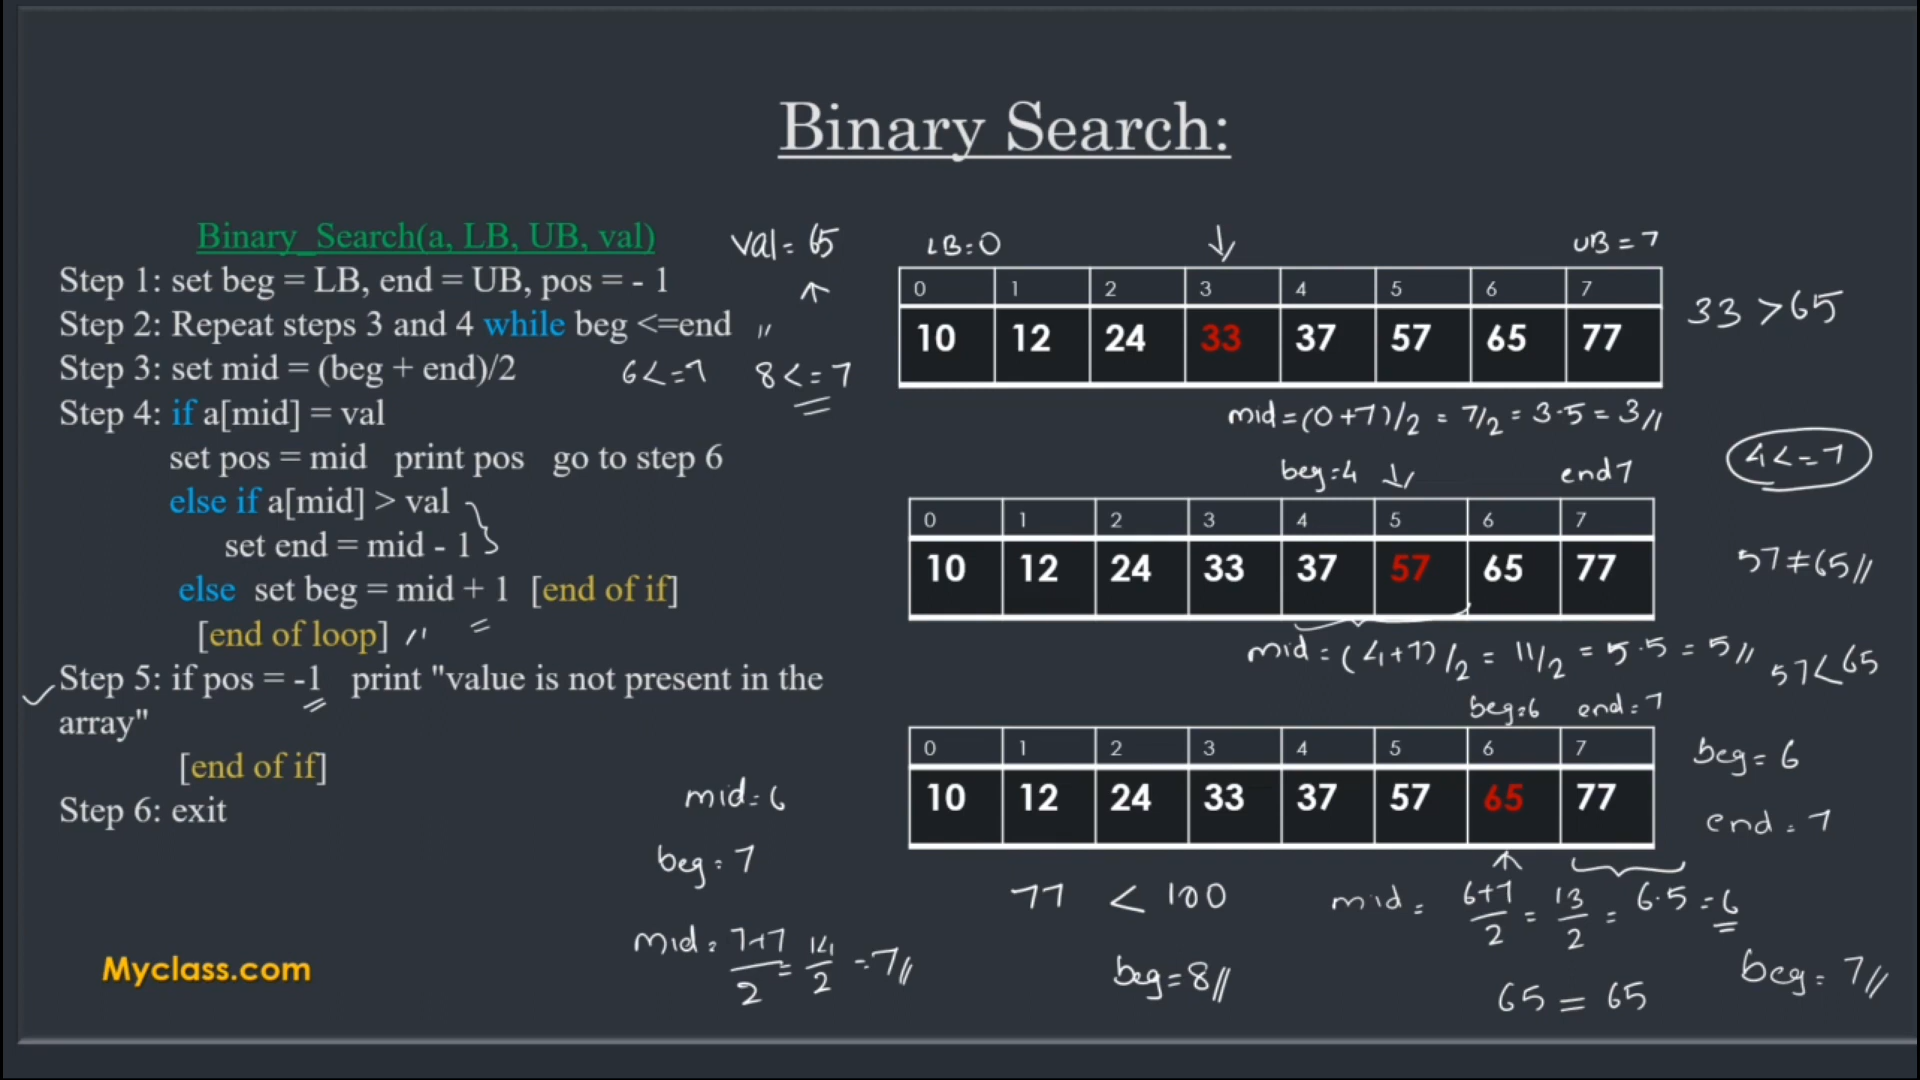 Binary Search:
Binary_Search(a, LB, UB, val)
Step 1: set beg = LB, end = UB, pos = - 1
Step 2: Repeat steps 3 and 4 while beg <=end
Step 3: set mid = (beg + end)/2
6<=7
8<=7
Step 4: if a[mid] = val
set pos = mid print pos go to step 6
else if a[mid] > val
set end = mid - 1
else set beg = mid + 1 [end of if]
[end of loop]
Step 5: if pos = -1 print "value is not present in the
array"
[end of if]
Step 6: exit
mid=6
beg=7
mid=7+7/2=14/2=7//
Myclass.com
val=65
LB=0 UB=7
0 1 2 3 4 5 6 7
10 12 24 33 37 57 65 77
33 >65
mid=(0+7)/2 = 7/2 = 3.5 = 3//
4<=7
beg=4 end 7
0 1 2 3 4 5 6 7
10 12 24 33 37 57 65 77
57≠65//
mid=(4+7)/2 = 11/2 = 5.5 = 5//
57<65
beg=6 end=7
0 1 2 3 4 5 6 7
10 12 24 33 37 57 65 77
beg=6
end=7
77 < 100
mid = 6+7/2 = 13/2 = 6.5 = 6
beg=8//
65 = 65
beg=7//